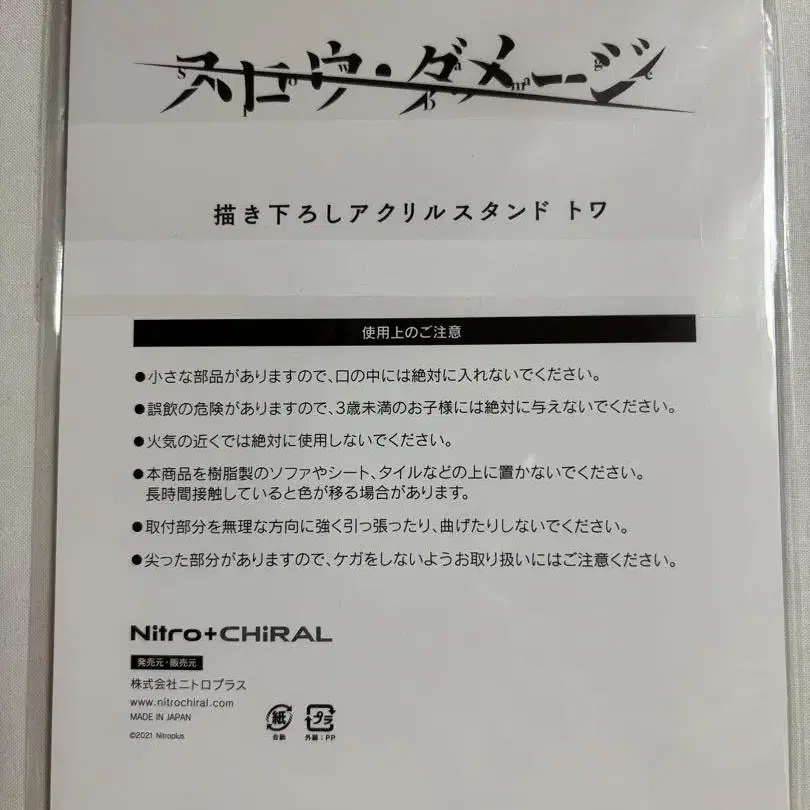 スロウ・ダメージ
Slow Damage
描き下ろしアクリルスタンド トワ
使用上のご注意
●小さな部品がありますので、口の中には絶対に入れないでください。
●誤飲の危険がありますので、3歳未満のお子様には絶対に与えないでください。
●火気の近くでは絶対に使用しないでください。
●本商品を樹脂製のソファやシート、タイルなどの上に置かないでください。
長時間接触していると色が移る場合があります。
●取付部分を無理な方向に強く引っ張ったり、曲げたりしないでください。
●尖った部分がありますので、ケガをしないようお取り扱いにはご注意ください。
Nitro+CHiRAL
発売元・販売元
株式会社ニトロプラス
www.nitrochiral.com
MADE IN JAPAN
©2021 Nitroplus
紙 プラ
台紙 外装:PP